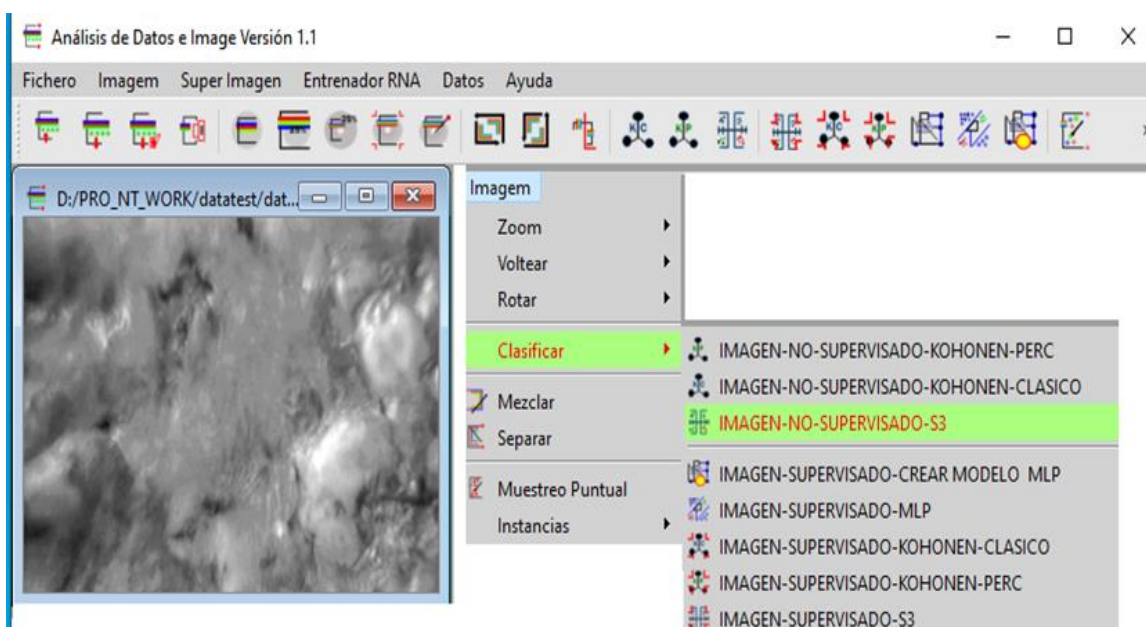 Análisis de Datos e Image Versión 1.1
Fichero Imagem Super Imagen Entrenador RNA Datos Ayuda
D:/PRO_NT_WORK/datatest/dat...
Imagem
Zoom
Voltear
Rotar
Clasificar
Mezclar
Separar
Muestreo Puntual
Instancias
IMAGEN-NO-SUPERVISADO-KOHONEN-PERC
IMAGEN-NO-SUPERVISADO-KOHONEN-CLASICO
IMAGEN-NO-SUPERVISADO-S3
IMAGEN-SUPERVISADO-CREAR MODELO MLP
IMAGEN-SUPERVISADO-MLP
IMAGEN-SUPERVISADO-KOHONEN-CLASICO
IMAGEN-SUPERVISADO-KOHONEN-PERC
IMAGEN-SUPERVISADO-S3